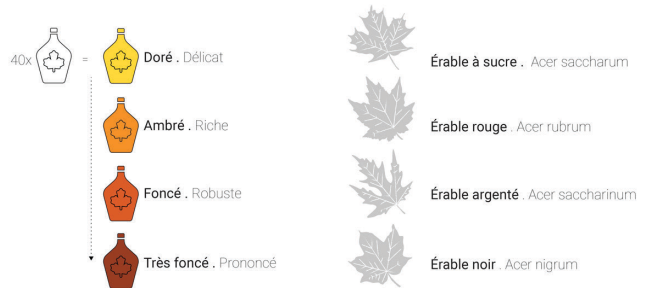 40x =
Doré . Délicat
Ambré . Riche
Foncé . Robuste
Très foncé . Prononcé
Érable à sucre . Acer saccharum
Érable rouge . Acer rubrum
Érable argenté . Acer saccharinum
Érable noir . Acer nigrum